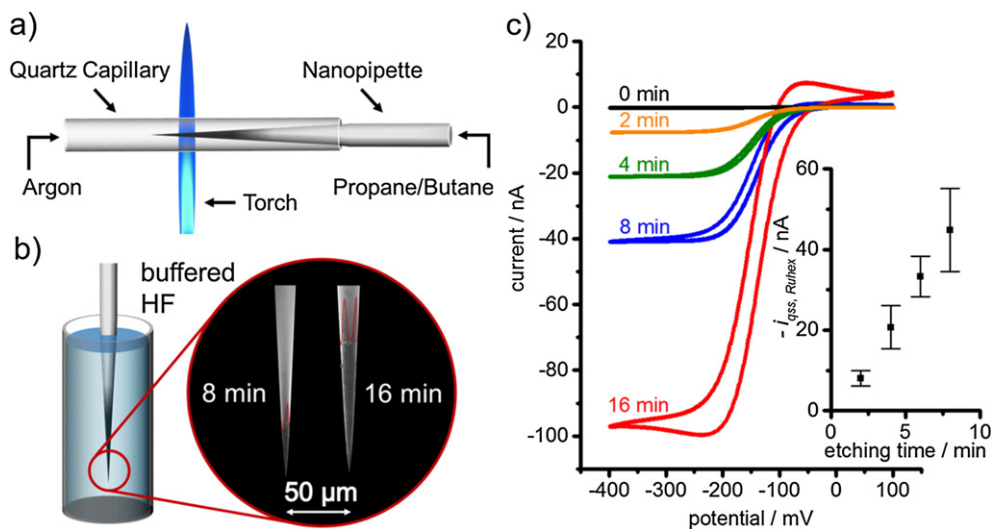 a)
Quartz Capillary
Nanopipette
Argon
Torch
Propane/Butane
b)
buffered
HF
8 min
16 min
50 µm
c)
current / nA
20
0
-20
-40
-60
-80
-100
0 min
2 min
4 min
8 min
16 min
-400
-300
-200
-100
0
100
potential / mV
- iqss, Ruhex / nA
60
40
20
0
0
5
10
etching time / min